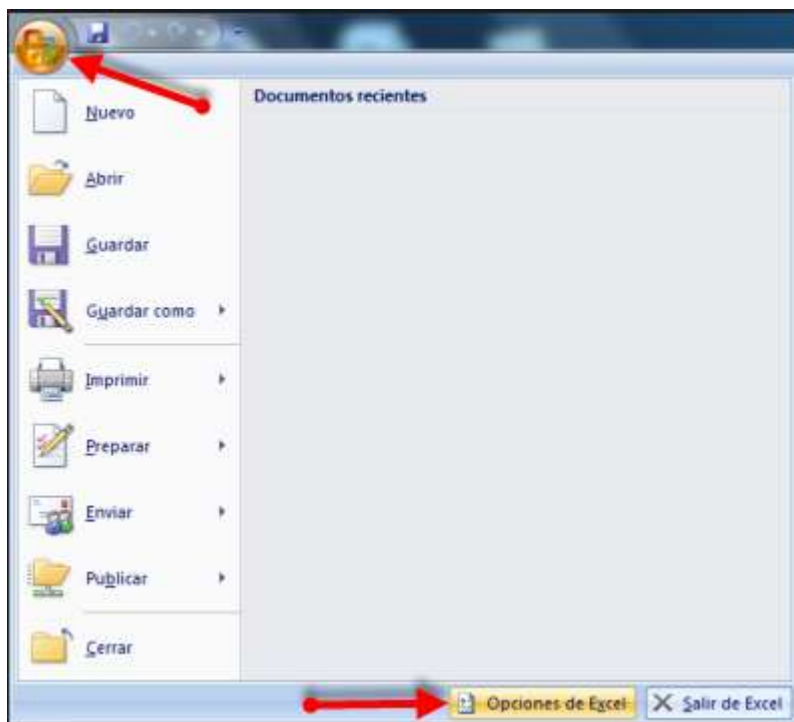 Documentos recientes
Nuevo
Abrir
Guardar
Guardar como
Imprimir
Preparar
Enviar
Publicar
Cerrar
Opciones de Excel
Salir de Excel